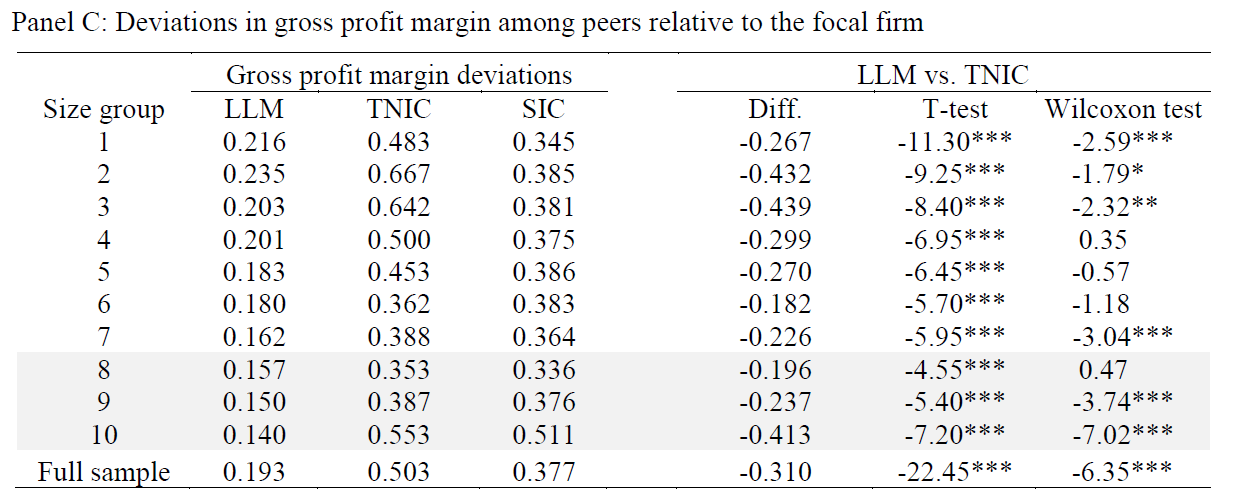 Panel C: Deviations in gross profit margin among peers relative to the focal firm
Gross profit margin deviations LLM vs. TNIC
Size group LLM TNIC SIC Diff. T-test Wilcoxon test
1 0.216 0.483 0.345 -0.267 -11.30*** -2.59***
2 0.235 0.667 0.385 -0.432 -9.25*** -1.79*
3 0.203 0.642 0.381 -0.439 -8.40*** -2.32**
4 0.201 0.500 0.375 -0.299 -6.95*** 0.35
5 0.183 0.453 0.386 -0.270 -6.45*** -0.57
6 0.180 0.362 0.383 -0.182 -5.70*** -1.18
7 0.162 0.388 0.364 -0.226 -5.95*** -3.04***
8 0.157 0.353 0.336 -0.196 -4.55*** 0.47
9 0.150 0.387 0.376 -0.237 -5.40*** -3.74***
10 0.140 0.553 0.511 -0.413 -7.20*** -7.02***
Full sample 0.193 0.503 0.377 -0.310 -22.45*** -6.35***